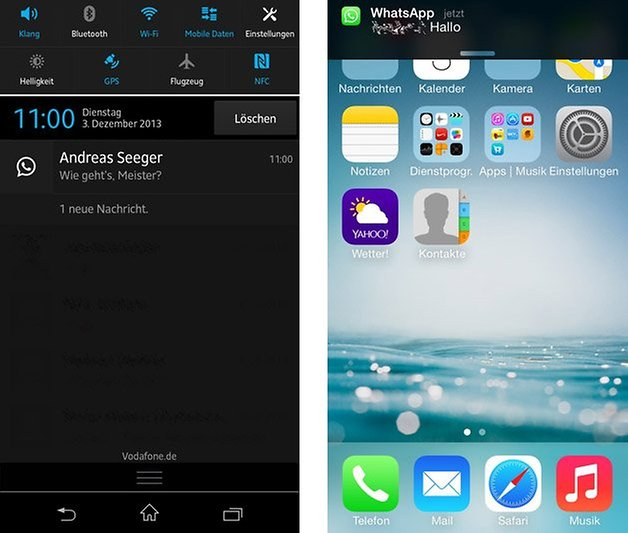 Klang
Bluetooth
Wi-Fi
Mobile Daten
Einstellungen
Helligkeit
GPS
Flugzeug
NFC
11:00
Dienstag
3. Dezember 2013
Löschen
Andreas Seeger
11:00
Wie geht's, Meister?
1 neue Nachricht.
Vodafone.de
WhatsApp jetzt
Hallo
Nachrichten
Kalender
Kamera
Karten
Notizen
Dienstprogr.
Apps | Musik
Einstellungen
YAHOO!
Wetter!
Kontakte
Telefon
Mail
Safari
Musik